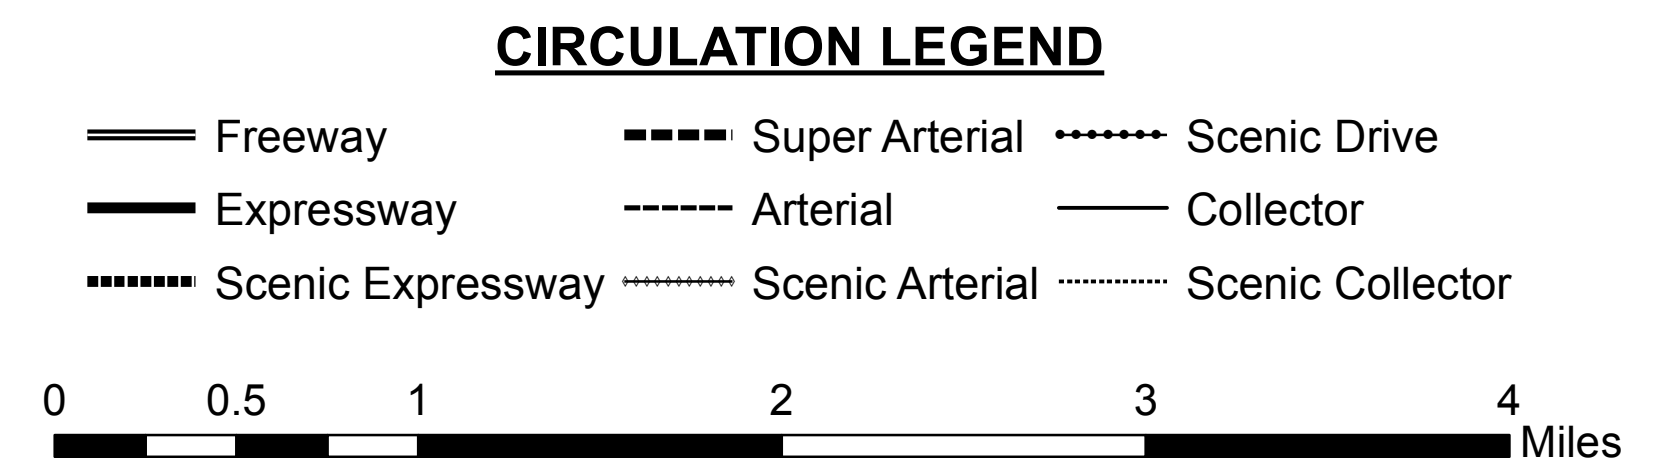 CIRCULATION LEGEND
Freeway
Super Arterial
Scenic Drive
Expressway
Arterial
Collector
Scenic Expressway
Scenic Arterial
Scenic Collector
0 0.5 1 2 3 4
Miles